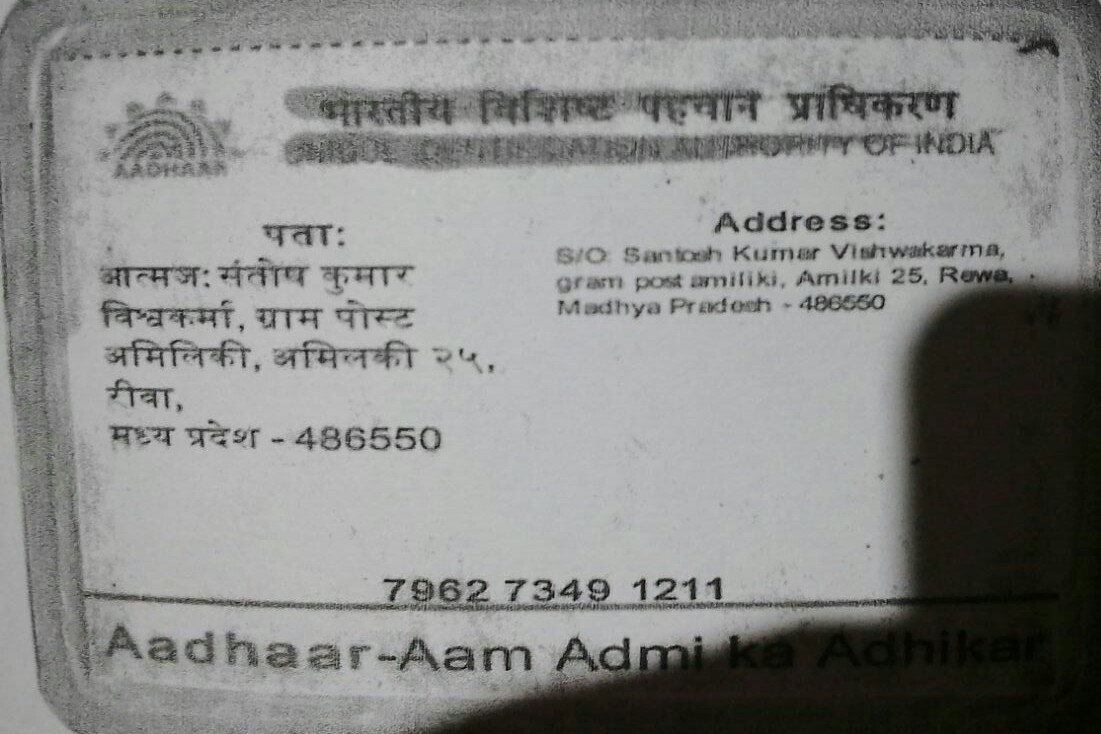 भारतीय विशिष्ट पहचान प्राधिकरण
UNIQUE IDENTIFICATION AUTHORITY OF INDIA
AADHAAR
पता:
आत्मज: संतोष कुमार
विश्वकर्मा, ग्राम पोस्ट
अमिलिकी, अमिलकी २५,
रीवा,
मध्य प्रदेश - 486550
Address:
S/O: Santosh Kumar Vishwakarma,
gram post amiliki, Amilki 25, Rewa,
Madhya Pradesh - 486550
7962 7349 1211
Aadhaar-Aam Admi ka Adhikar